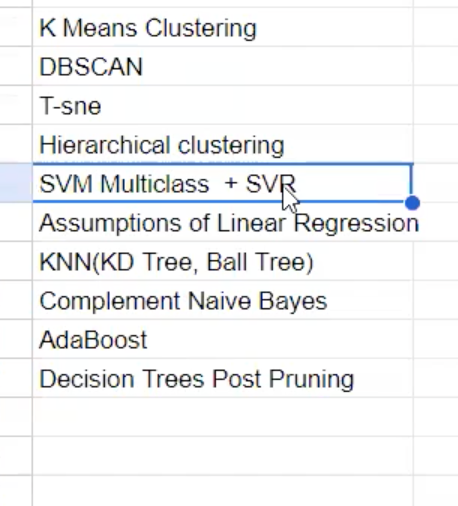 K Means Clustering
DBSCAN
T-sne
Hierarchical clustering
SVM Multiclass  + SVR
Assumptions of Linear Regression
KNN(KD Tree, Ball Tree)
Complement Naive Bayes
AdaBoost
Decision Trees Post Pruning